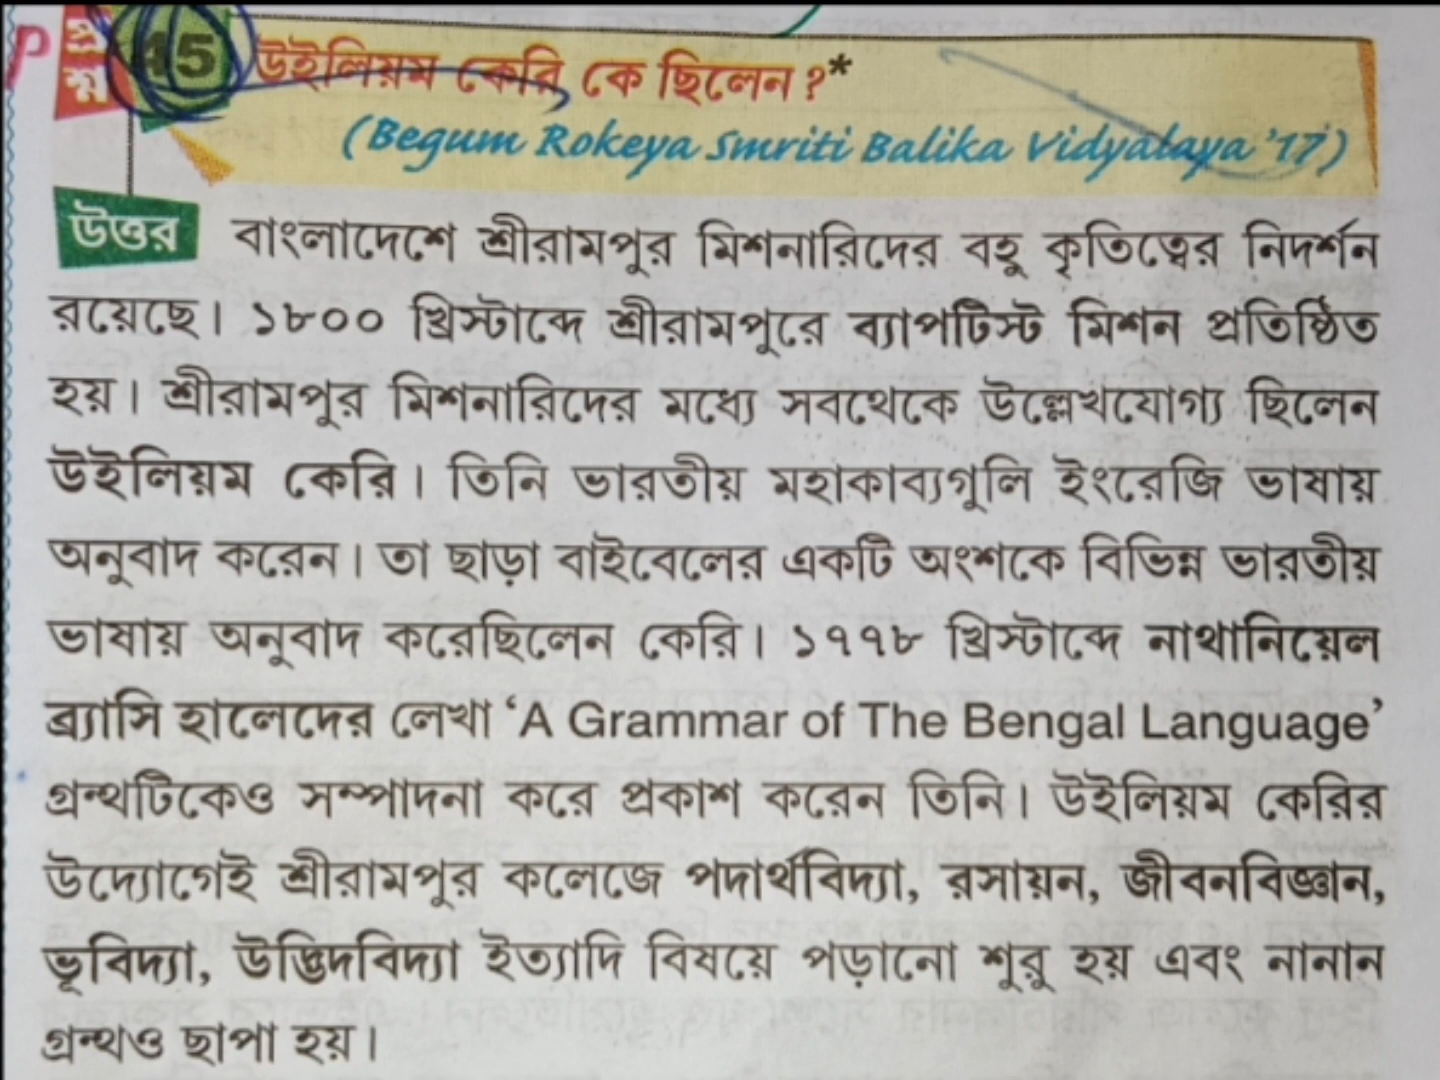 P প্রশ্ন 45 উইলিয়ম কেরি কে ছিলেন ?*
(Begum Rokeya Smriti Balika Vidyalaya '17)
উত্তর বাংলাদেশে শ্রীরামপুর মিশনারিদের বহু কৃতিত্বের নিদর্শন
রয়েছে। ১৮০০ খ্রিস্টাব্দে শ্রীরামপুরে ব্যাপটিস্ট মিশন প্রতিষ্ঠিত
হয়। শ্রীরামপুর মিশনারিদের মধ্যে সবথেকে উল্লেখযোগ্য ছিলেন
উইলিয়ম কেরি। তিনি ভারতীয় মহাকাব্যগুলি ইংরেজি ভাষায়
অনুবাদ করেন। তা ছাড়া বাইবেলের একটি অংশকে বিভিন্ন ভারতীয়
ভাষায় অনুবাদ করেছিলেন কেরি। ১৭৭৮ খ্রিস্টাব্দে নাথানিয়েল
ব্র্যাসি হালেদের লেখা ‘A Grammar of The Bengal Language’
গ্রন্থটিকেও সম্পাদনা করে প্রকাশ করেন তিনি। উইলিয়ম কেরির
উদ্যোগেই শ্রীরামপুর কলেজে পদার্থবিদ্যা, রসায়ন, জীবনবিজ্ঞান,
ভূবিদ্যা, উদ্ভিদবিদ্যা ইত্যাদি বিষয়ে পড়ানো শুরু হয় এবং নানান
গ্রন্থও ছাপা হয়।